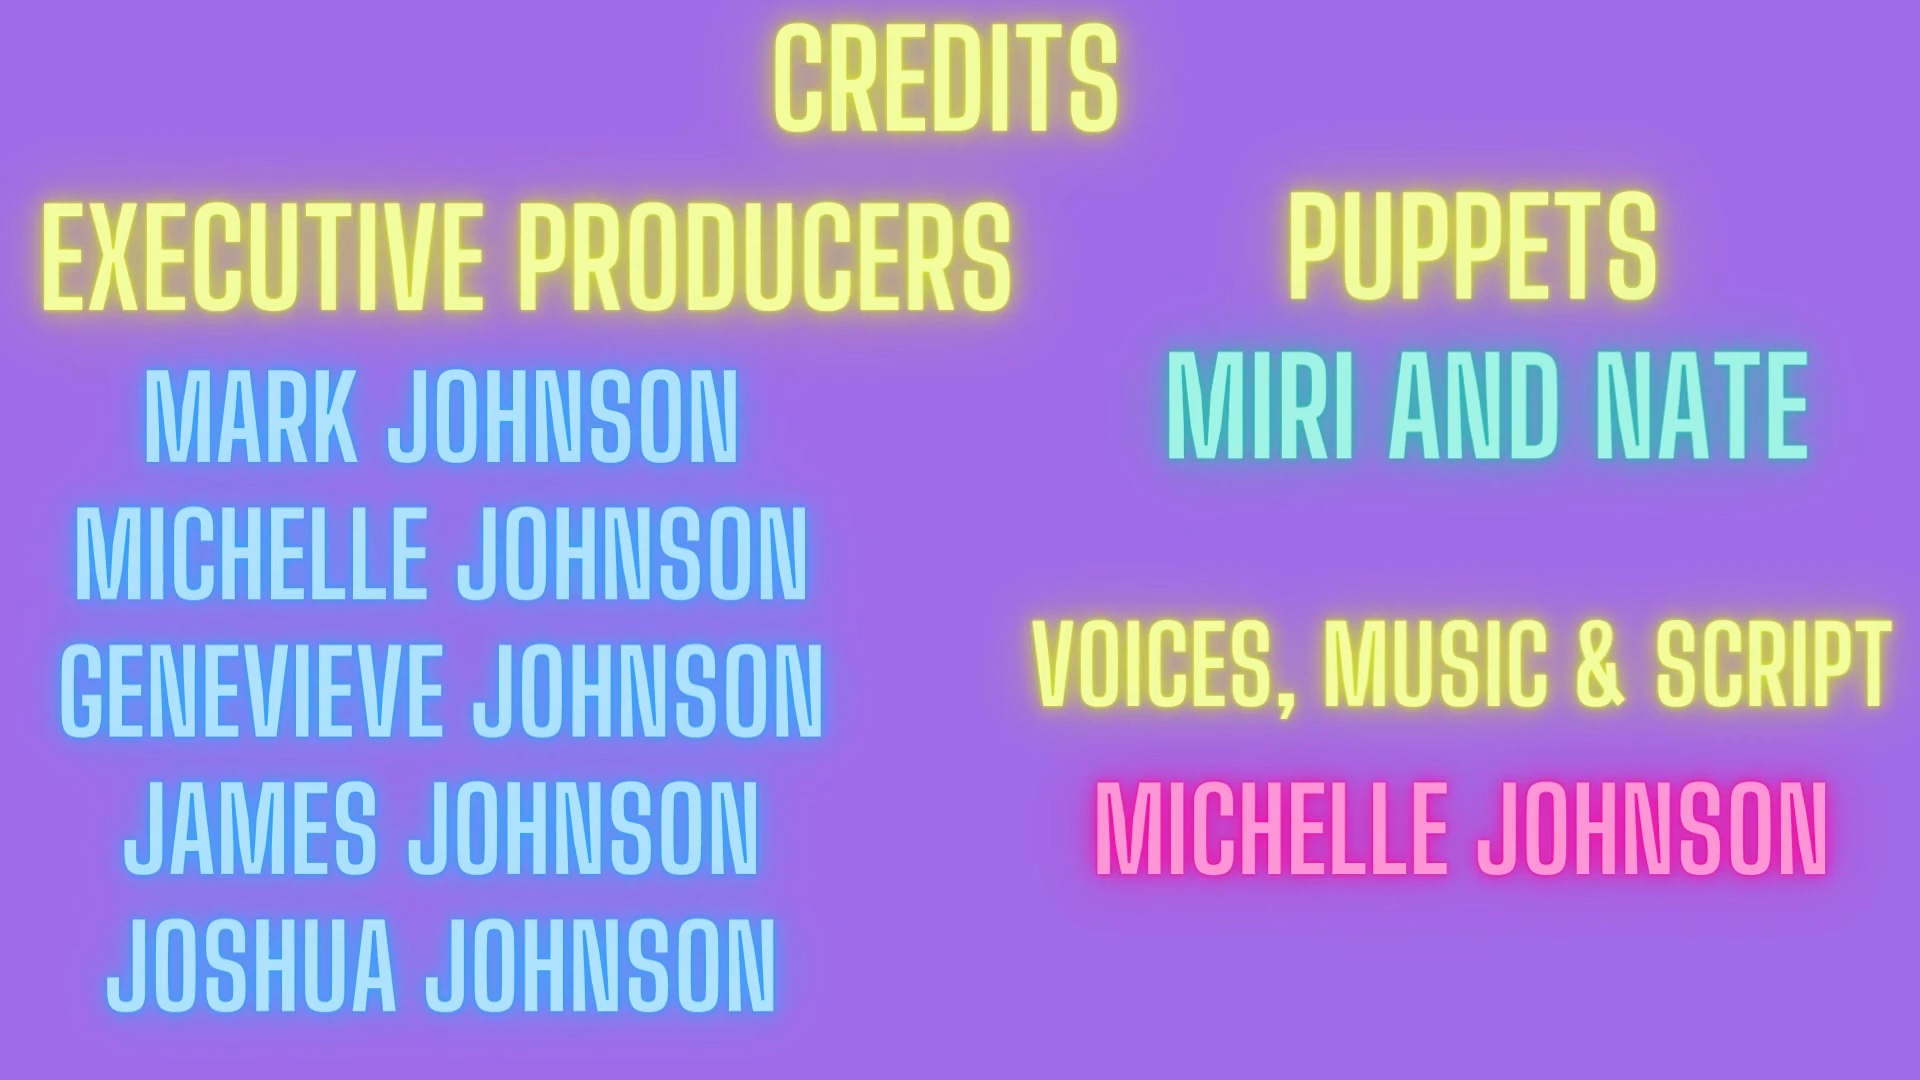 CREDITS
EXECUTIVE PRODUCERS
MARK JOHNSON
MICHELLE JOHNSON
GENEVIEVE JOHNSON
JAMES JOHNSON
JOSHUA JOHNSON
PUPPETS
MIRI AND NATE
VOICES, MUSIC & SCRIPT
MICHELLE JOHNSON